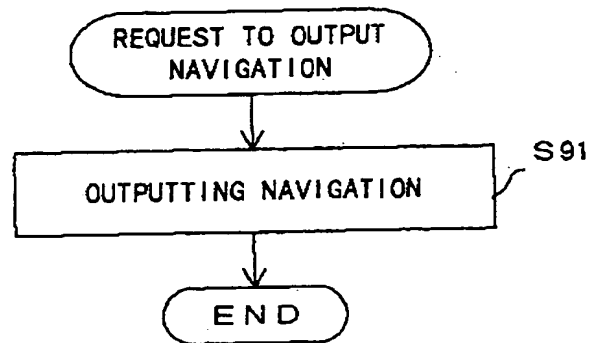 REQUEST TO OUTPUT
NAVIGATION
OUTPUTTING NAVIGATION
S91
END